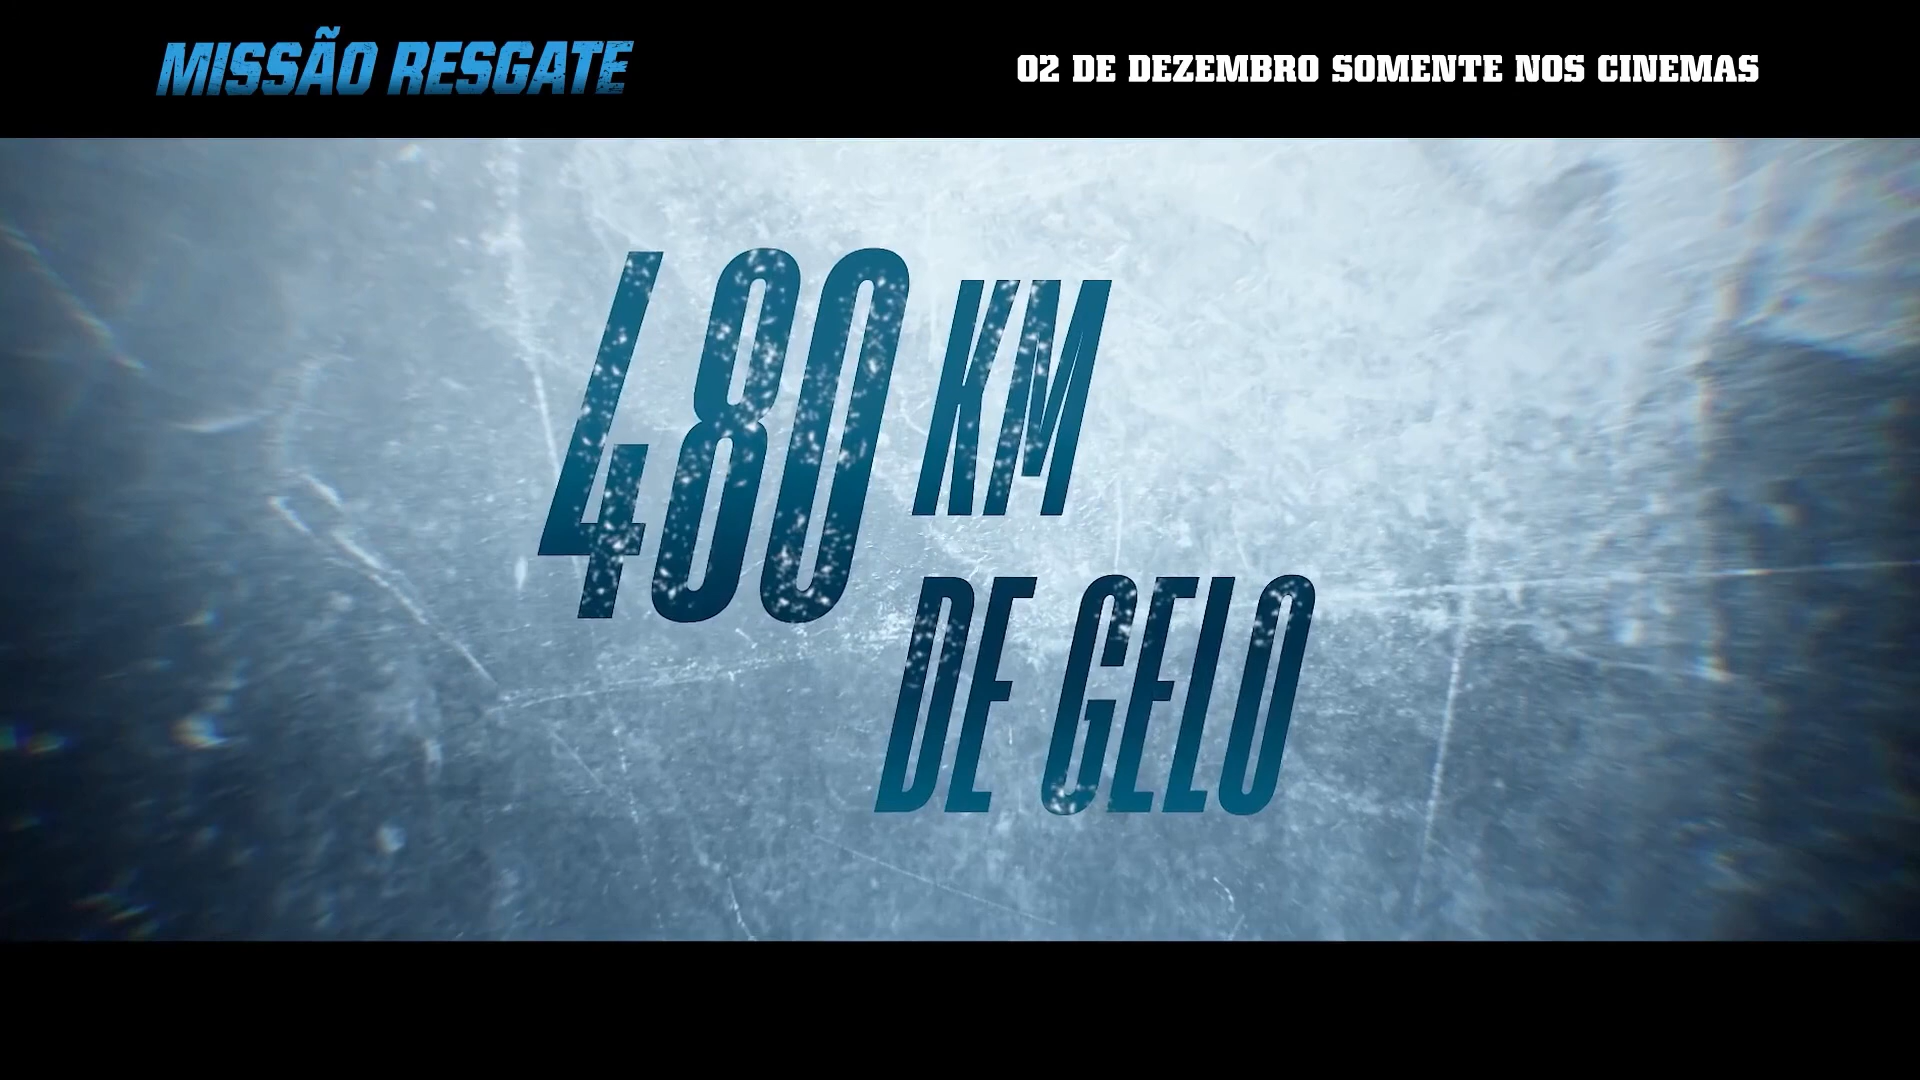 MISSÃO RESGATE
02 DE DEZEMBRO SOMENTE NOS CINEMAS
480 KM
DE GELO